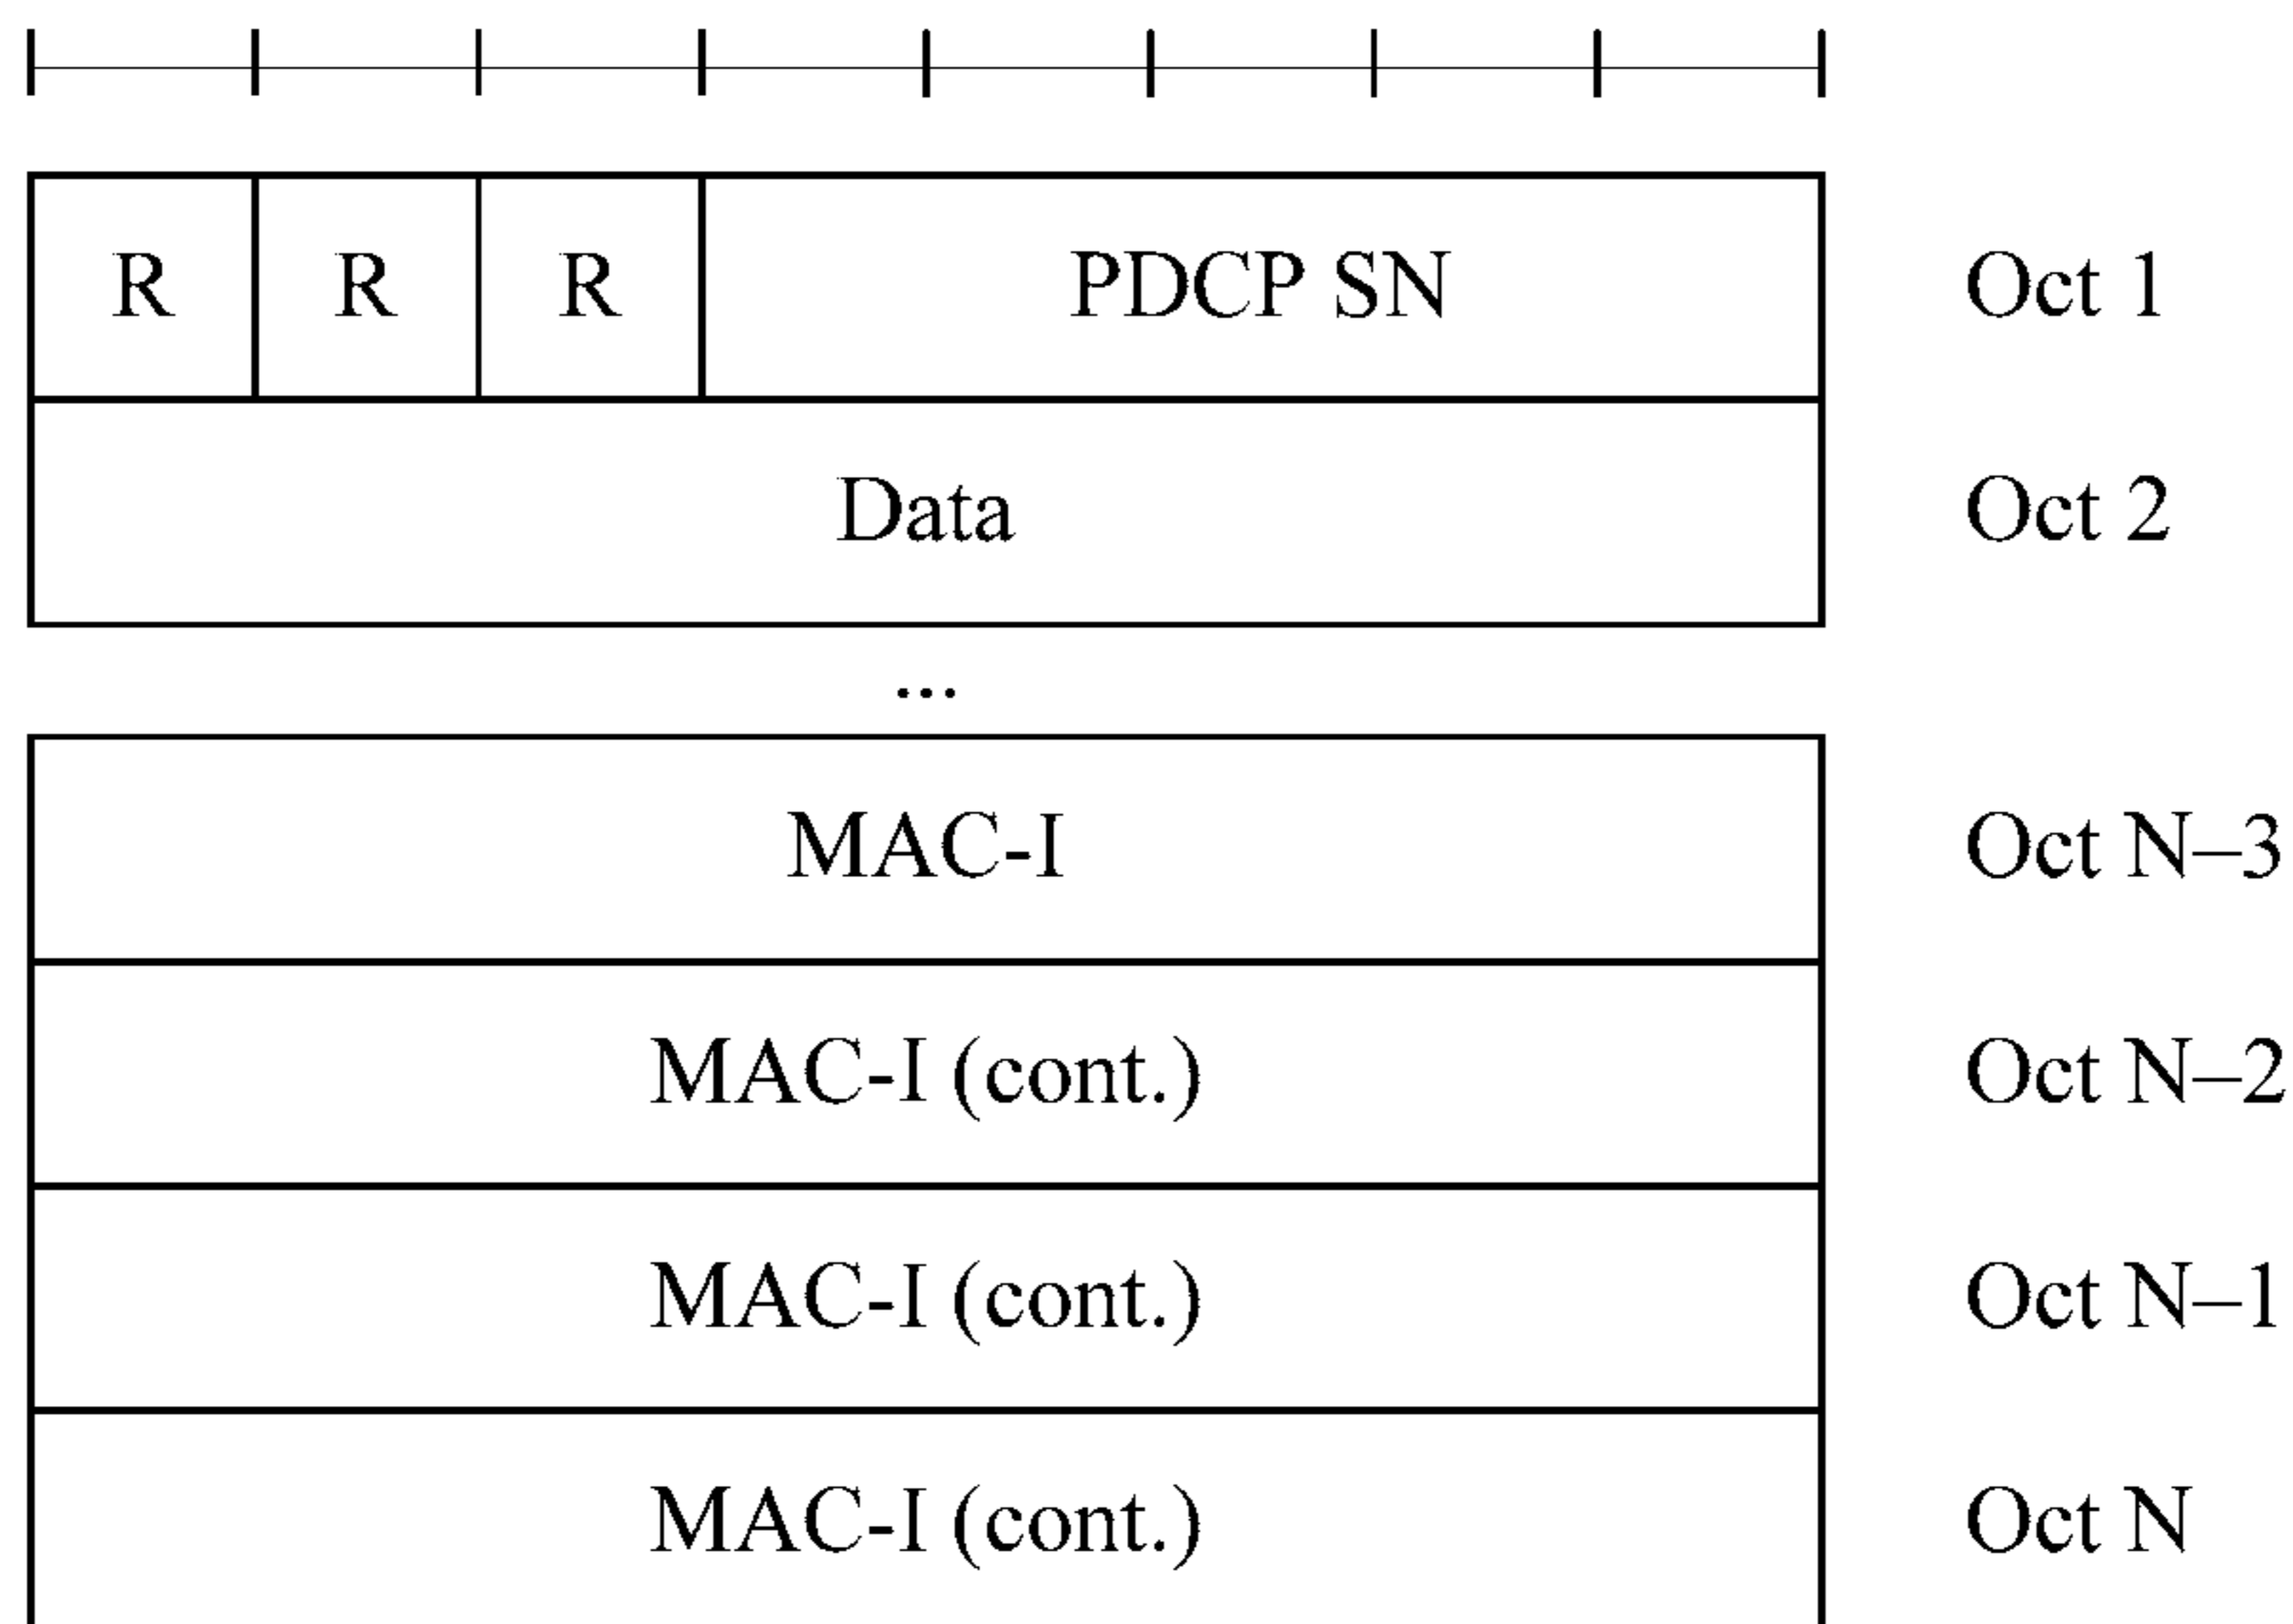 R R R PDCP SN Oct 1
Data Oct 2
...
MAC-I Oct N–3
MAC-I (cont.) Oct N–2
MAC-I (cont.) Oct N–1
MAC-I (cont.) Oct N